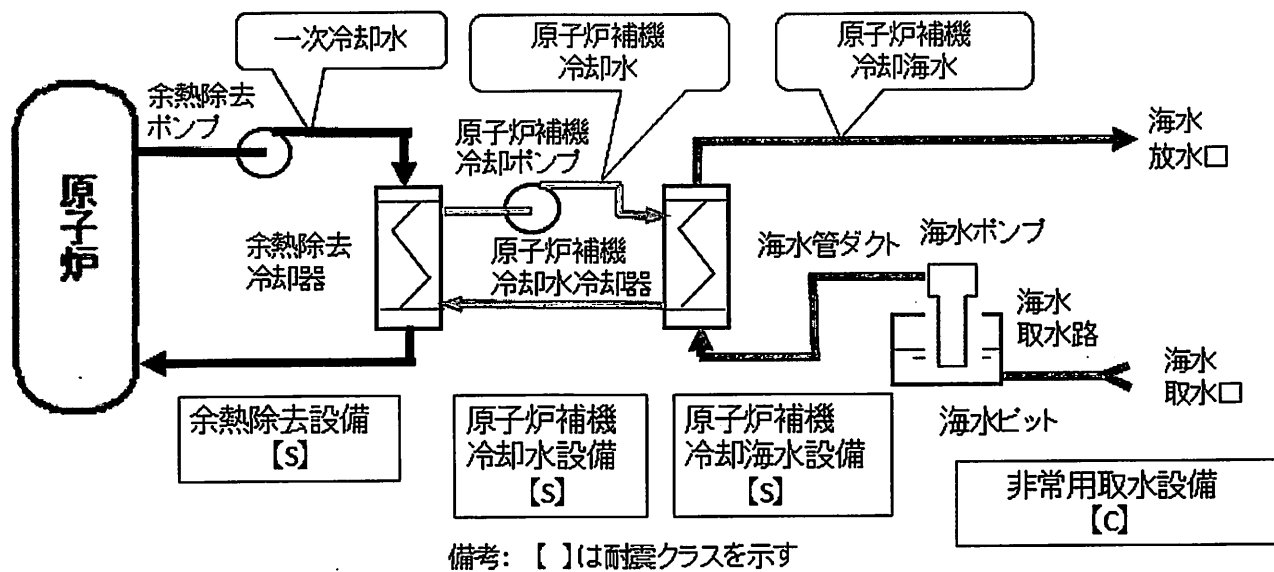 一次冷却水
原子炉補機
冷却水
原子炉補機
冷却海水
余熱除去
ポンプ
原子炉補機
冷却ポンプ
海水
放水口
原子炉
余熱除去
冷却器
原子炉補機
冷却水冷却器
海水管ダクト
海水ポンプ
海水
取水路
海水
取水口
海水ピット
余熱除去設備
【S】
原子炉補機
冷却水設備
【S】
原子炉補機
冷却海水設備
【S】
非常用取水設備
【C】
備考: 【 】は耐震クラスを示す